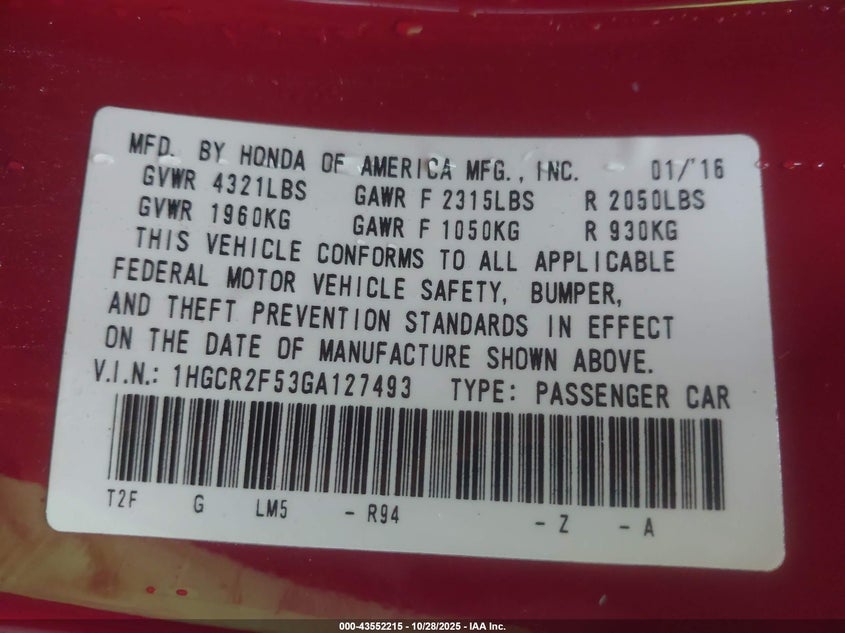 MFD. BY HONDA OF AMERICA MFG., INC. 01/'16
GVWR 4321LBS GAWR F 2315LBS R 2050LBS
GVWR 1960KG GAWR F 1050KG R 930KG
THIS VEHICLE CONFORMS TO ALL APPLICABLE
FEDERAL MOTOR VEHICLE SAFETY, BUMPER,
AND THEFT PREVENTION STANDARDS IN EFFECT
ON THE DATE OF MANUFACTURE SHOWN ABOVE.
V.I.N.: 1HGCR2F53GA127493 TYPE: PASSENGER CAR
T2F G LM5 - R94 - Z - A
000-43552215 - 10/28/2025 - IAA Inc.